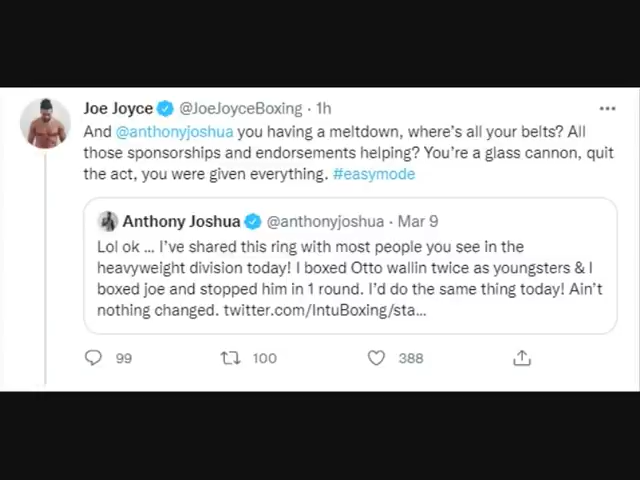 Joe Joyce @JoeJoyceBoxing · 1h
And @anthonyjoshua you having a meltdown, where's all your belts? All
those sponsorships and endorsements helping? You're a glass cannon, quit
the act, you were given everything. #easymode
Anthony Joshua @anthonyjoshua · Mar 9
Lol ok ... I've shared this ring with most people you see in the
heavyweight division today! I boxed Otto wallin twice as youngsters & I
boxed joe and stopped him in 1 round. I'd do the same thing today! Ain't
nothing changed. twitter.com/IntuBoxing/sta...
99 100 388